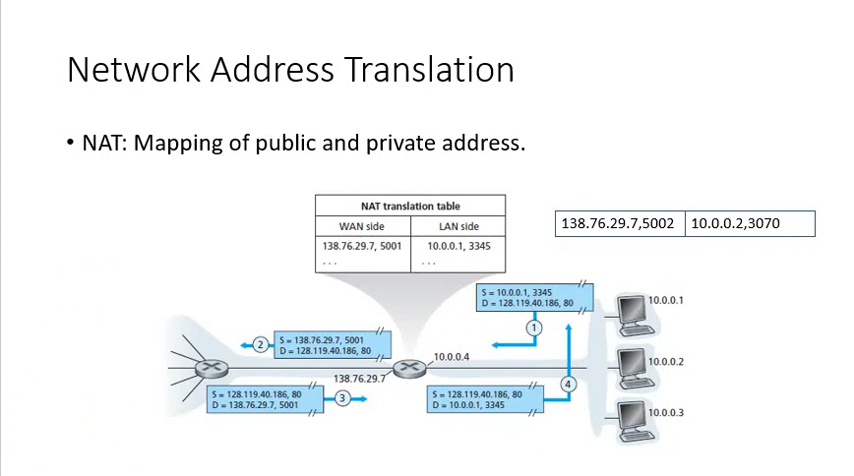 Network Address Translation
• NAT: Mapping of public and private address.
NAT translation table
WAN side LAN side
138.76.29.7, 5001 10.0.0.1, 3345
. . . . . .
138.76.29.7,5002 10.0.0.2,3070
S = 10.0.0.1, 3345
D = 128.119.40.186, 80
1
10.0.0.1
2
S = 138.76.29.7, 5001
D = 128.119.40.186, 80
10.0.0.4
10.0.0.2
138.76.29.7
S = 128.119.40.186, 80
D = 138.76.29.7, 5001
3
S = 128.119.40.186, 80
D = 10.0.0.1, 3345
4
10.0.0.3